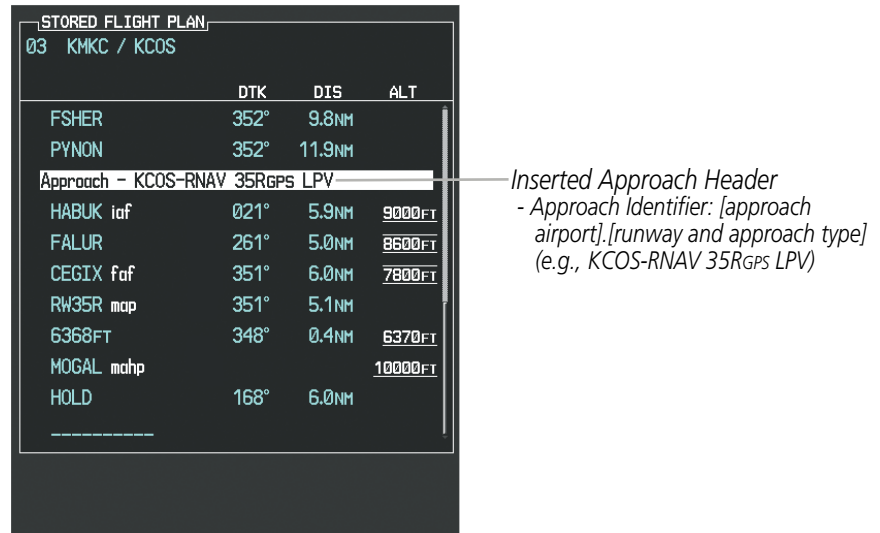 STORED FLIGHT PLAN
03 KMKC / KCOS
DTK DIS ALT
FSHER 352° 9.8NM
PYNON 352° 11.9NM
Approach - KCOS-RNAV 35RGPS LPV
HABUK iaf 021° 5.9NM 9000FT
FALUR 261° 5.0NM 8600FT
CEGIX faf 351° 6.0NM 7800FT
RW35R map 351° 5.1NM
6368FT 348° 0.4NM 6370FT
MOGAL mahp 10000FT
HOLD 168° 6.0NM
__________
Inserted Approach Header
- Approach Identifier: [approach
airport].[runway and approach type]
(e.g., KCOS-RNAV 35RGPS LPV)